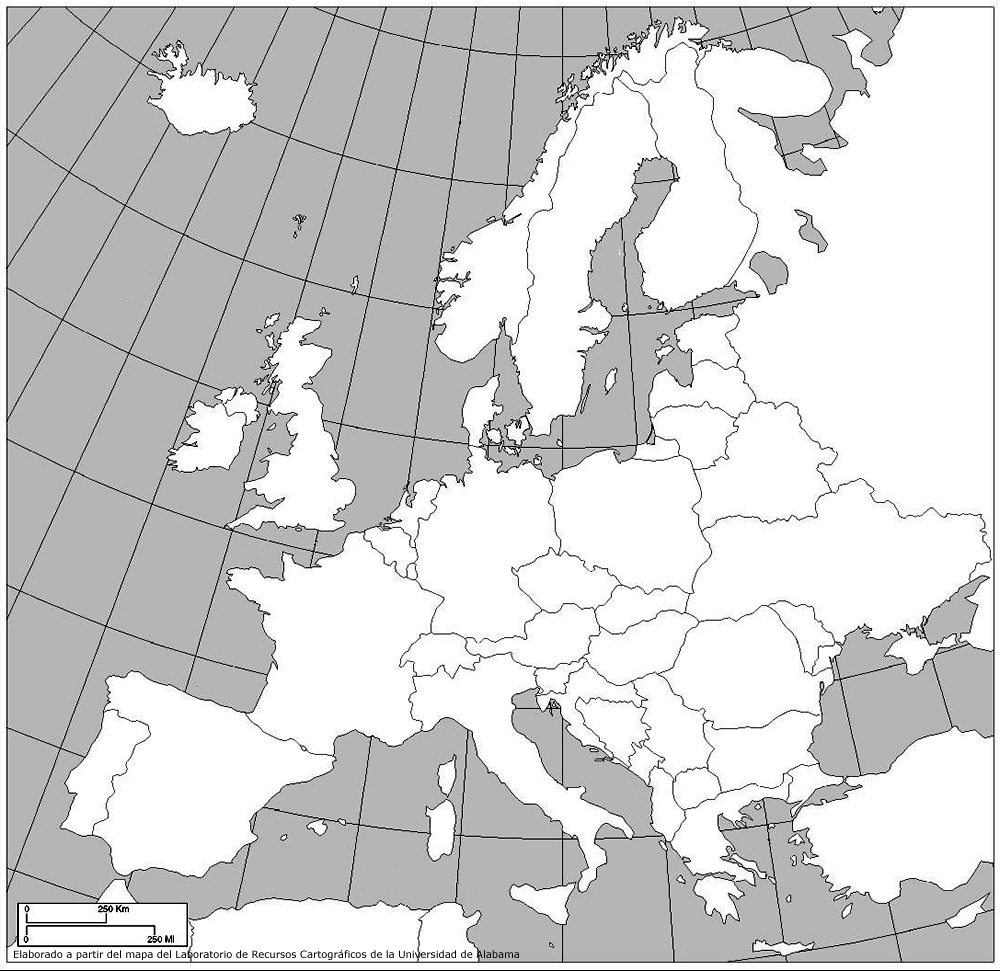 0 250 Km
0 250 MI
Elaborado a partir del mapa del Laboratorio de Recursos Cartográficos de la Universidad de Alabama